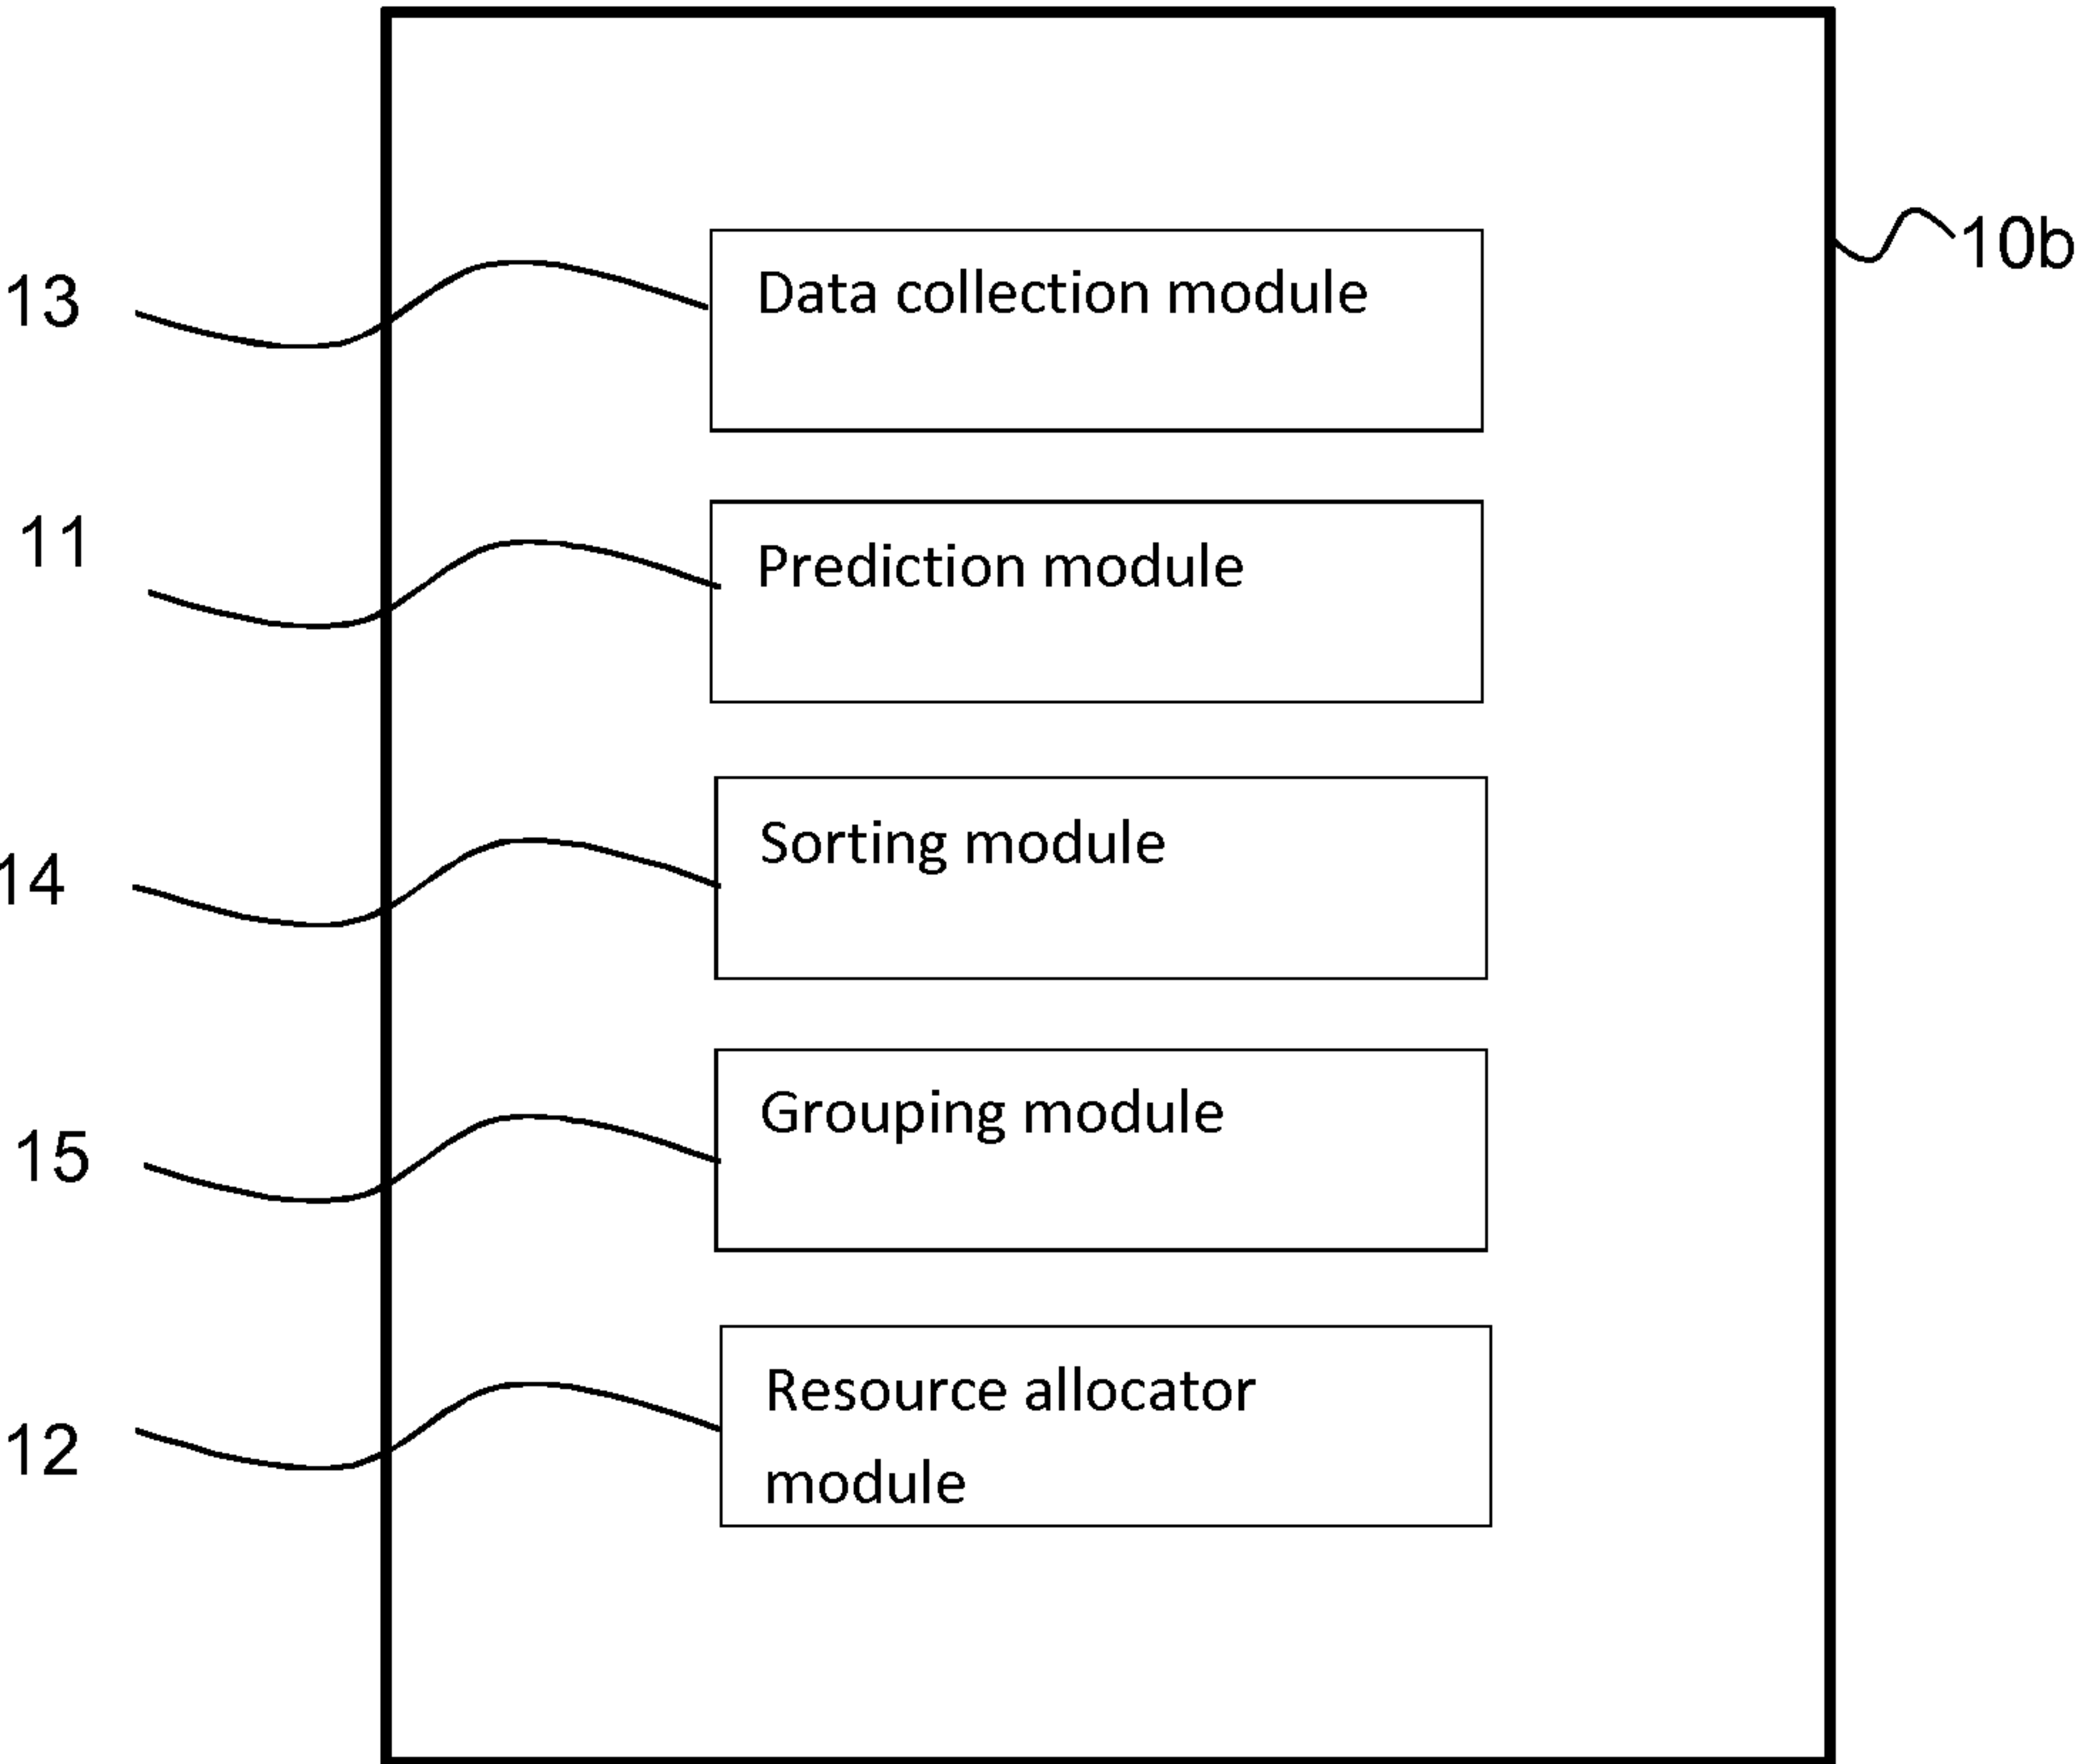 10b
13
Data collection module
11
Prediction module
14
Sorting module
15
Grouping module
12
Resource allocator
module